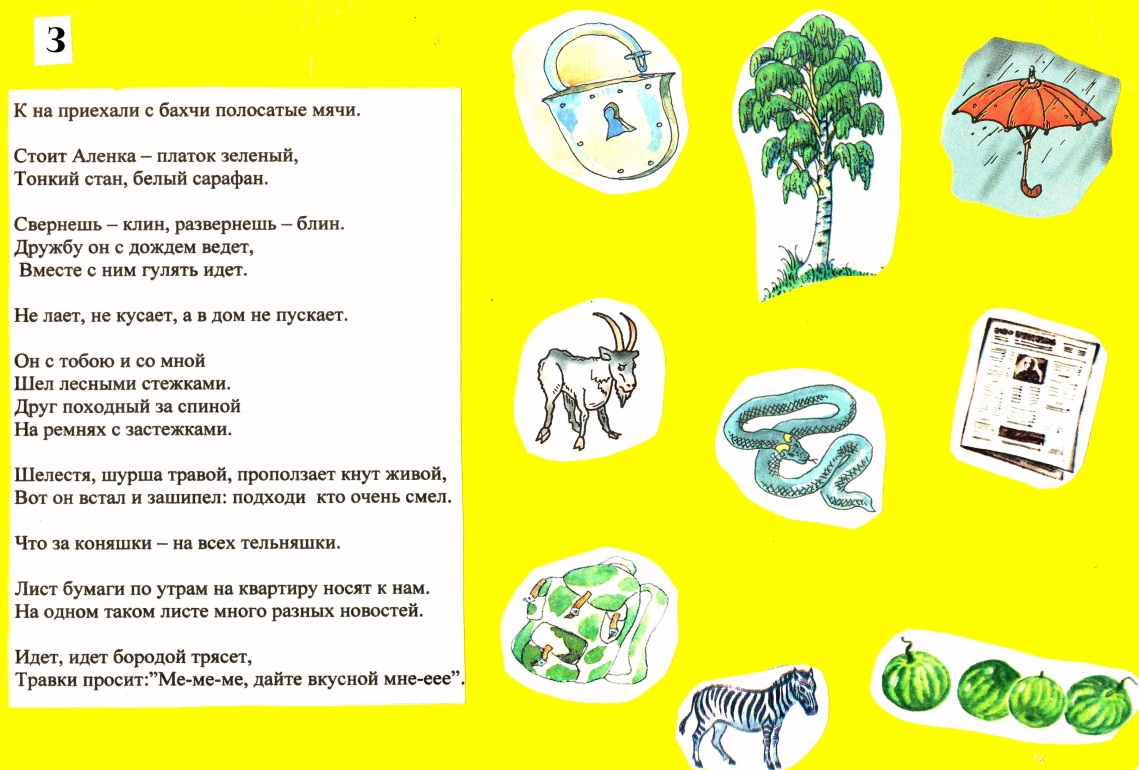 3
К на приехали с бахчи полосатые мячи.
Стоит Аленка – платок зеленый,
Тонкий стан, белый сарафан.
Свернешь – клин, развернешь – блин.
Дружбу он с дождем ведет,
Вместе с ним гулять идет.
Не лает, не кусает, а в дом не пускает.
Он с тобою и со мной
Шел лесными стежками.
Друг походный за спиной
На ремнях с застежками.
Шелестя, шурша травой, проползает кнут живой,
Вот он встал и зашипел: подходи кто очень смел.
Что за коняшки – на всех тельняшки.
Лист бумаги по утрам на квартиру носят к нам.
На одном таком листе много разных новостей.
Идет, идет бородой трясет,
Травки просит:”Ме-ме-ме, дайте вкусной мне-еее”.